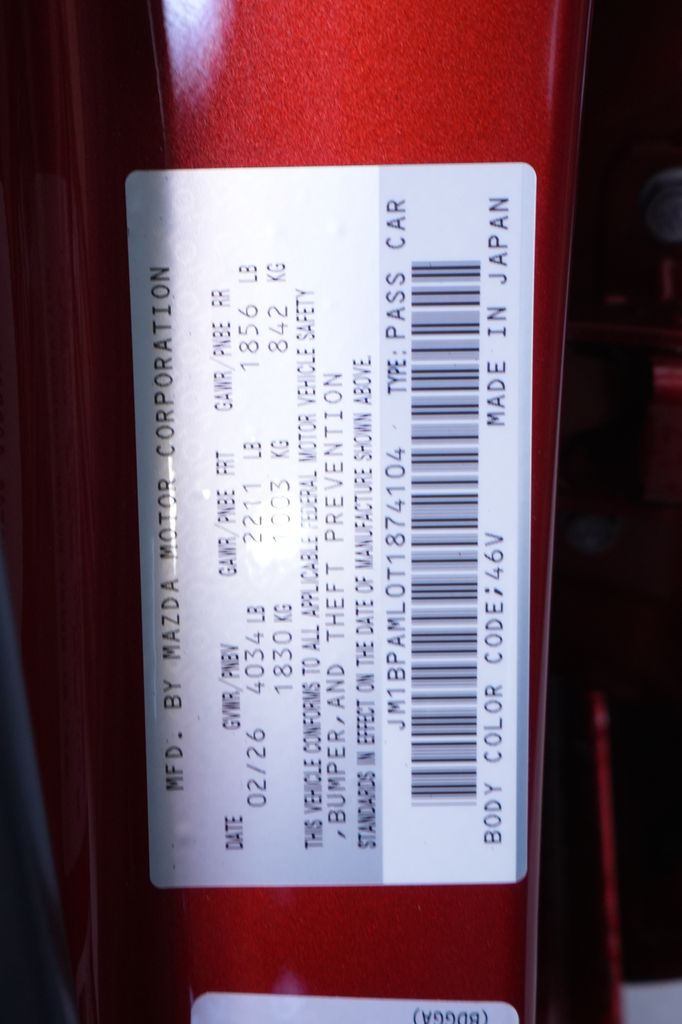 MFD. BY MAZDA MOTOR CORPORATION
DATE GVWR/PNBV GAWR/PNBE FRT GAWR/PNBE RR
02/26 4034 LB 2211 LB 1856 LB
1830 KG 1003 KG 842 KG
THIS VEHICLE CONFORMS TO ALL APPLICABLE FEDERAL MOTOR VEHICLE SAFETY
,BUMPER,AND THEFT PREVENTION
STANDARDS IN EFFECT ON THE DATE OF MANUFACTURE SHOWN ABOVE.
JM1BPAML0T1874104 TYPE: PASS CAR
BODY COLOR CODE:46V MADE IN JAPAN
(BDGGA)